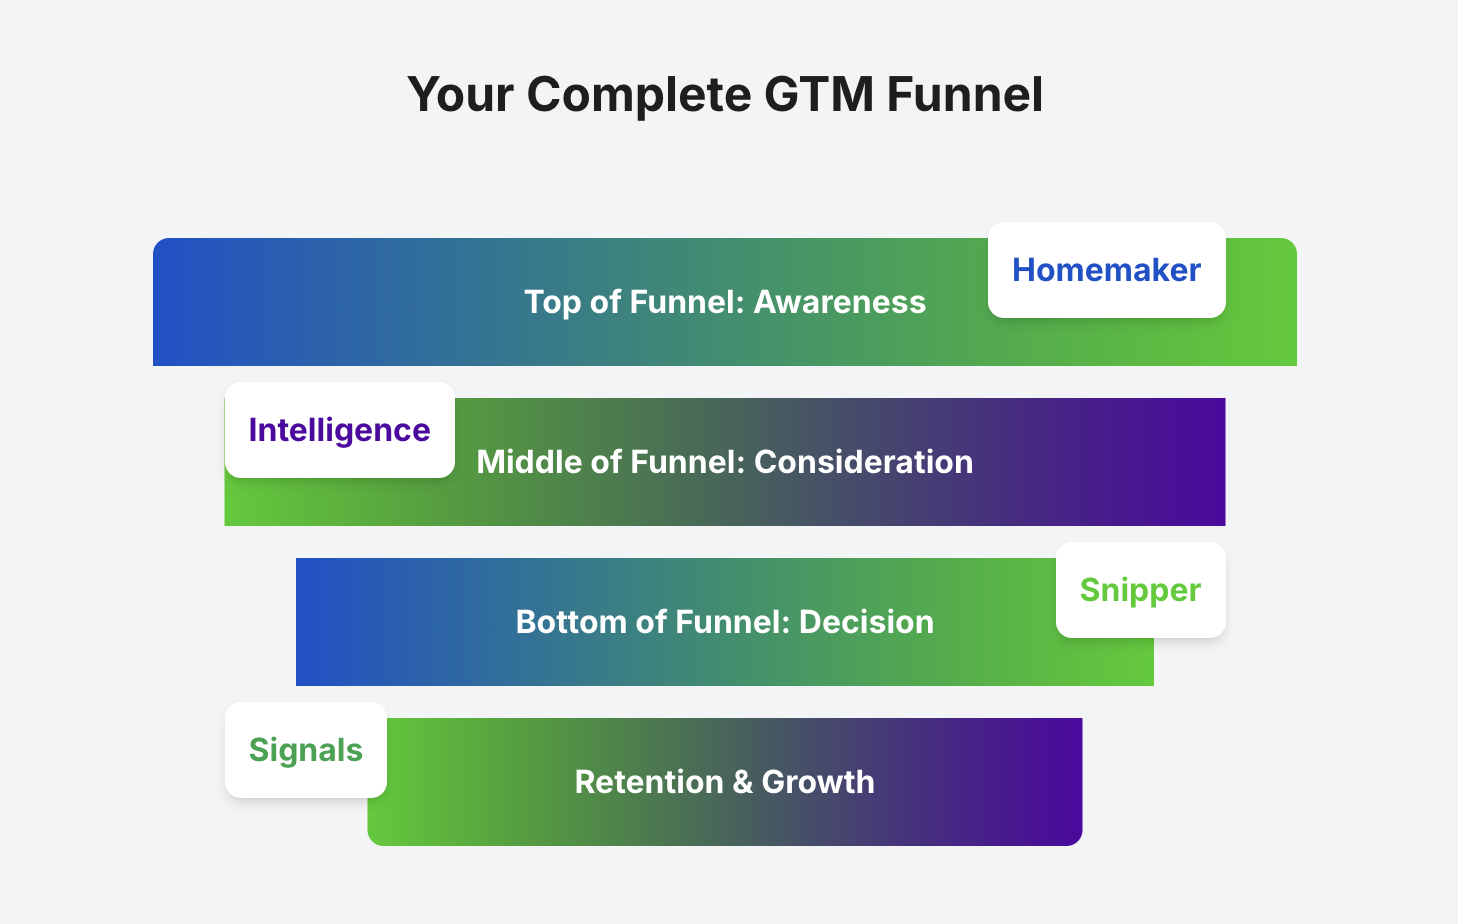 Your Complete GTM Funnel
Homemaker
Top of Funnel: Awareness
Intelligence
Middle of Funnel: Consideration
Snipper
Bottom of Funnel: Decision
Signals
Retention & Growth